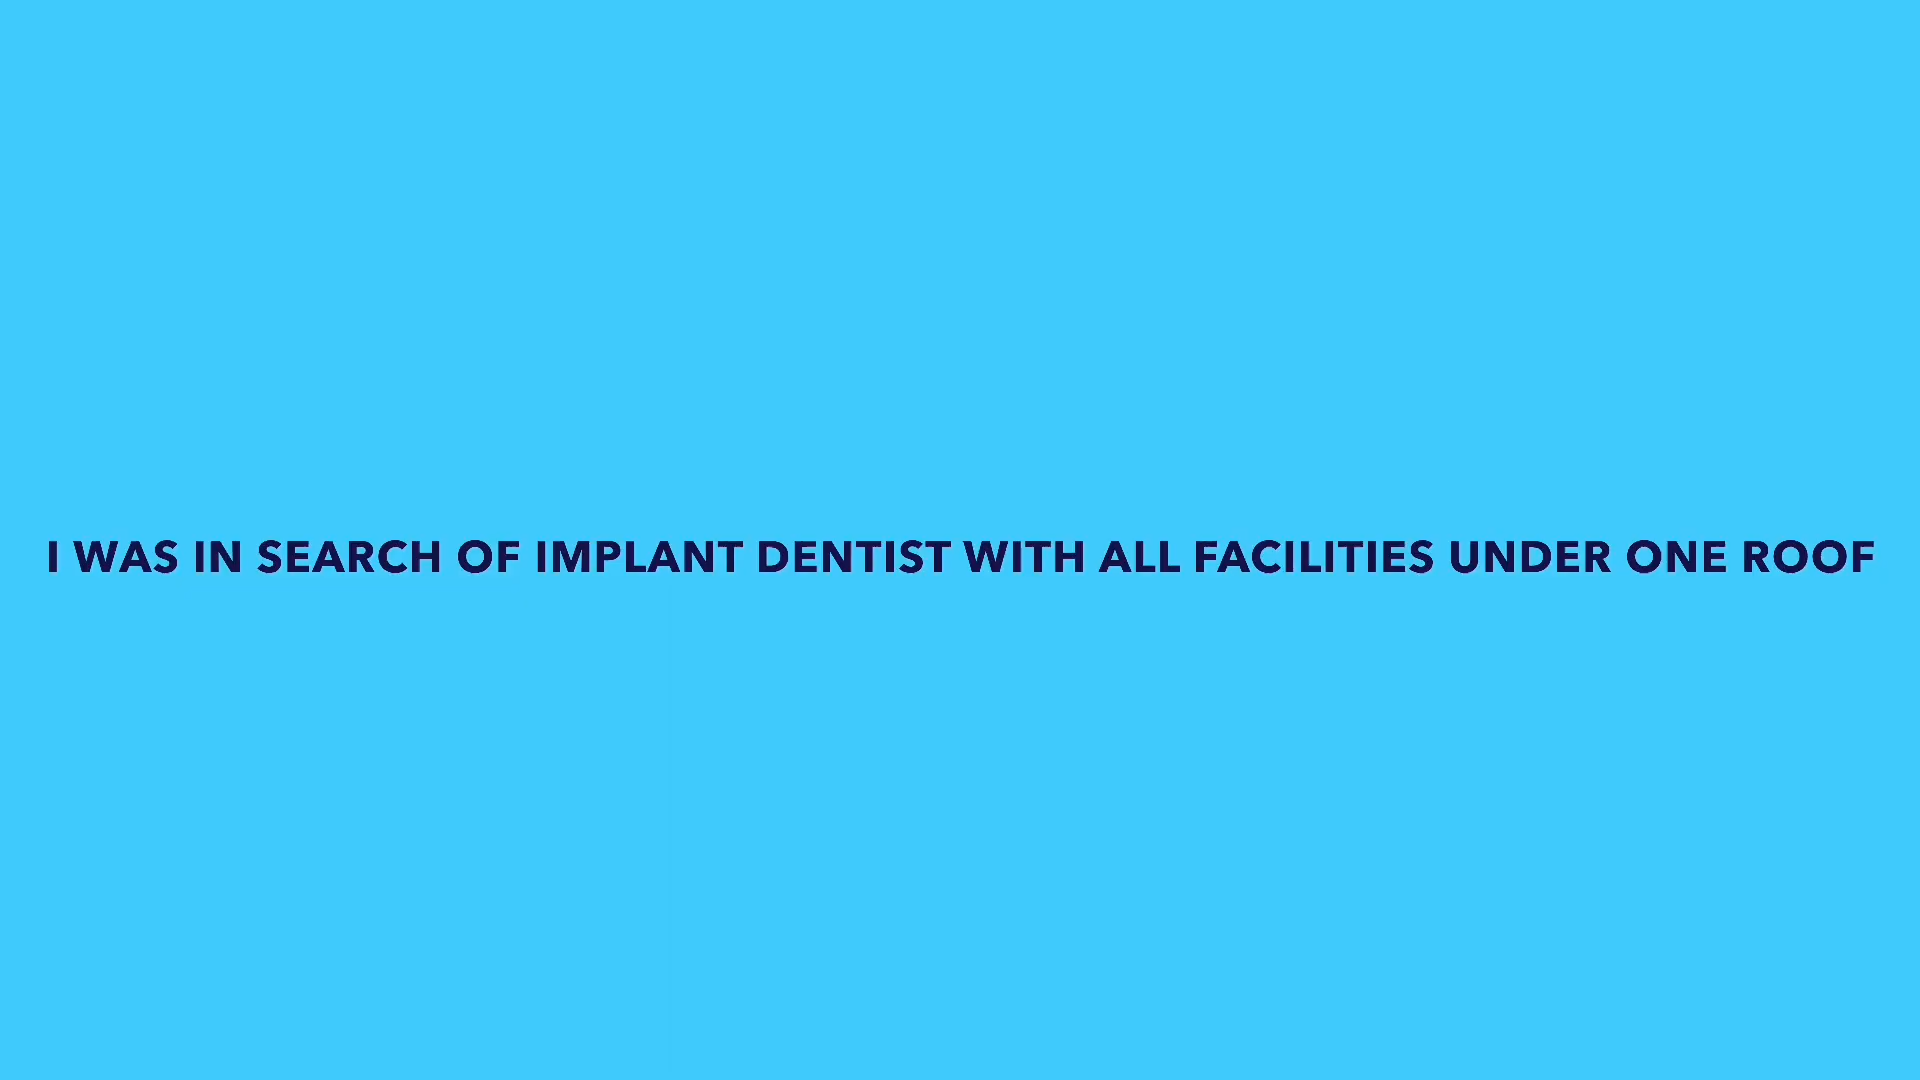 I WAS IN SEARCH OF IMPLANT DENTIST WITH ALL FACILITIES UNDER ONE ROOF